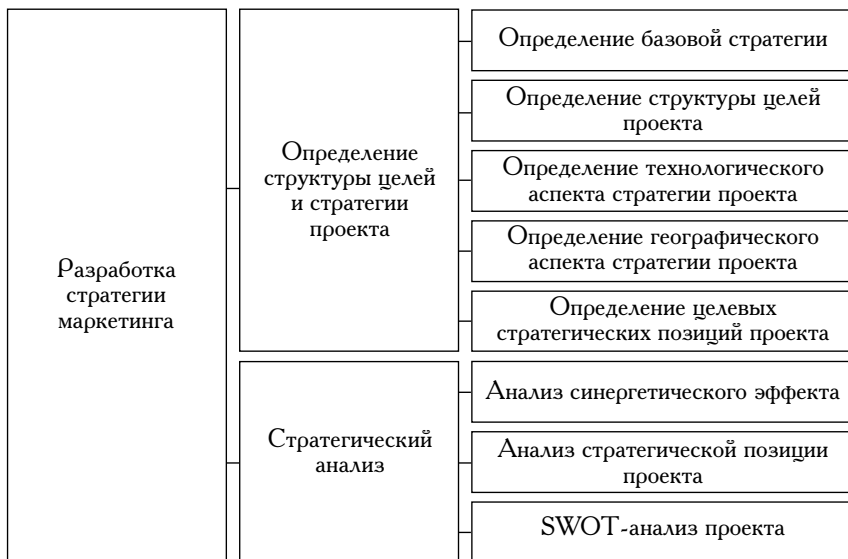 Разработка
стратегии
маркетинга
Определение
структуры целей
и стратегии
проекта
Определение базовой стратегии
Определение структуры целей
проекта
Определение технологического
аспекта стратегии проекта
Определение географического
аспекта стратегии проекта
Определение целевых
стратегических позиций проекта
Стратегический
анализ
Анализ синергетического эффекта
Анализ стратегической позиции
проекта
SWOT-анализ проекта